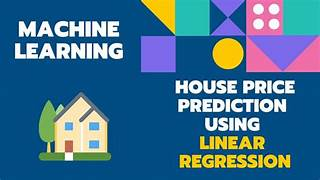 MACHINE
LEARNING
HOUSE PRICE
PREDICTION
USING
LINEAR
REGRESSION